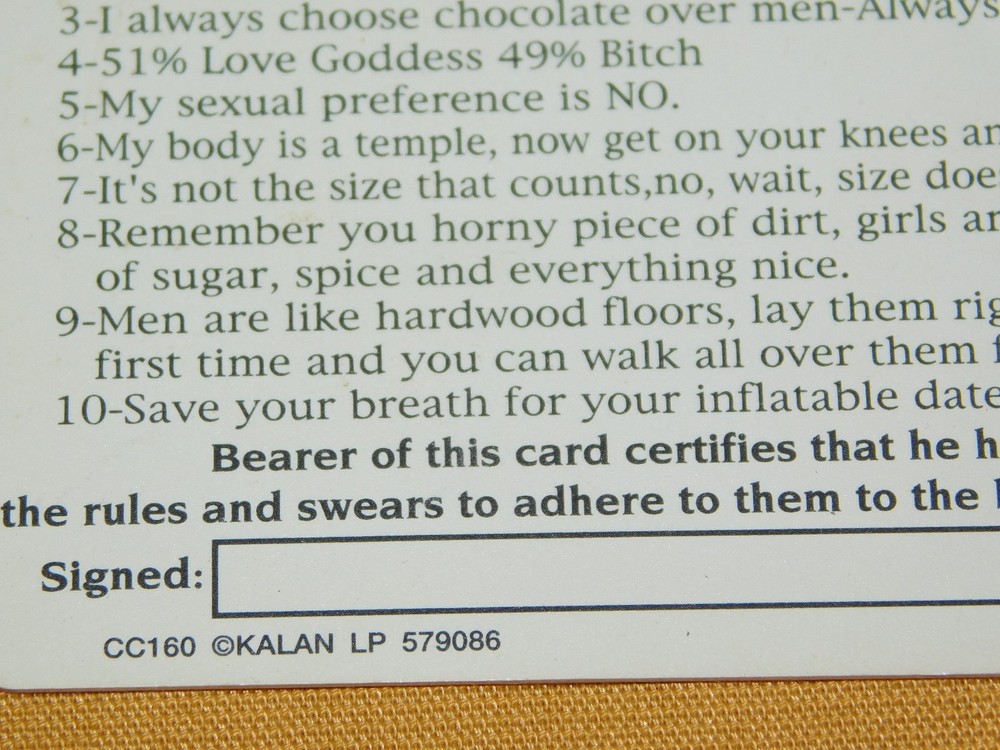 3-I always choose chocolate over men-Always
4-51% Love Goddess 49% Bitch
5-My sexual preference is NO.
6-My body is a temple, now get on your knees
7-It's not the size that counts,no, wait, size
8-Remember you horny piece of dirt, girls
of sugar, spice and everything nice.
9-Men are like hardwood floors, lay them
first time and you can walk all over them
10-Save your breath for your inflatable date
Bearer of this card certifies that he
the rules and swears to adhere to them to the
Signed:
CC160 ©KALAN LP 579086